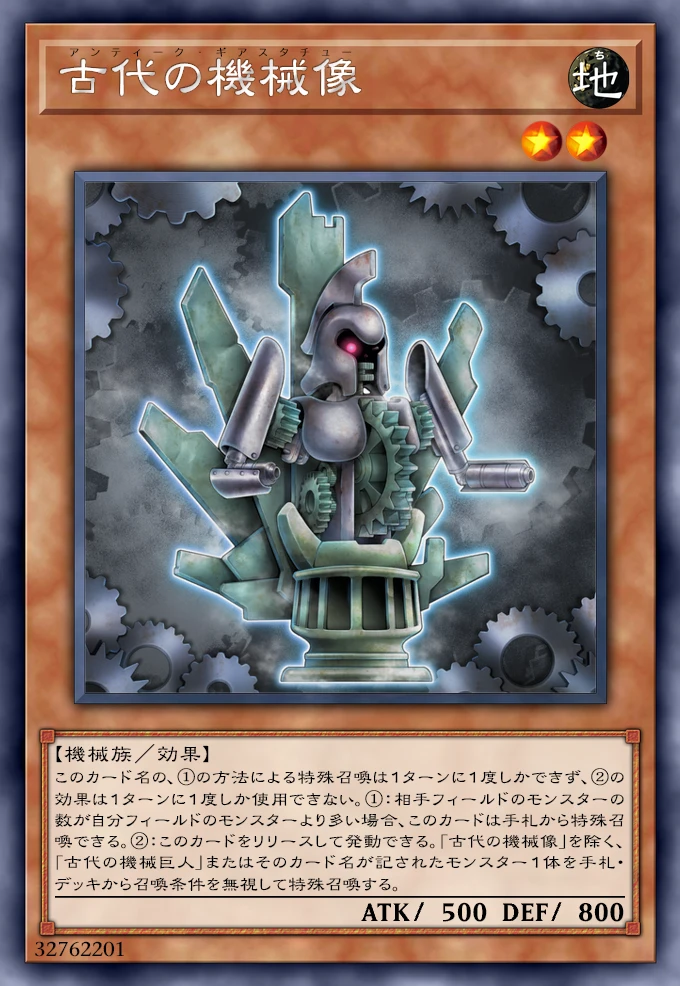 アンティーク・ギアスタチュー
古代の機械像
ち
地
【機械族／効果】
このカード名の、①の方法による特殊召喚は１ターンに１度しかできず、②の
効果は１ターンに１度しか使用できない。①：相手フィールドのモンスターの
数が自分フィールドのモンスターより多い場合、このカードは手札から特殊召
喚できる。②：このカードをリリースして発動できる。「古代の機械像」を除く、
「古代の機械巨人」またはそのカード名が記されたモンスター１体を手札・
デッキから召喚条件を無視して特殊召喚する。
ATK/ 500 DEF/ 800
32762201